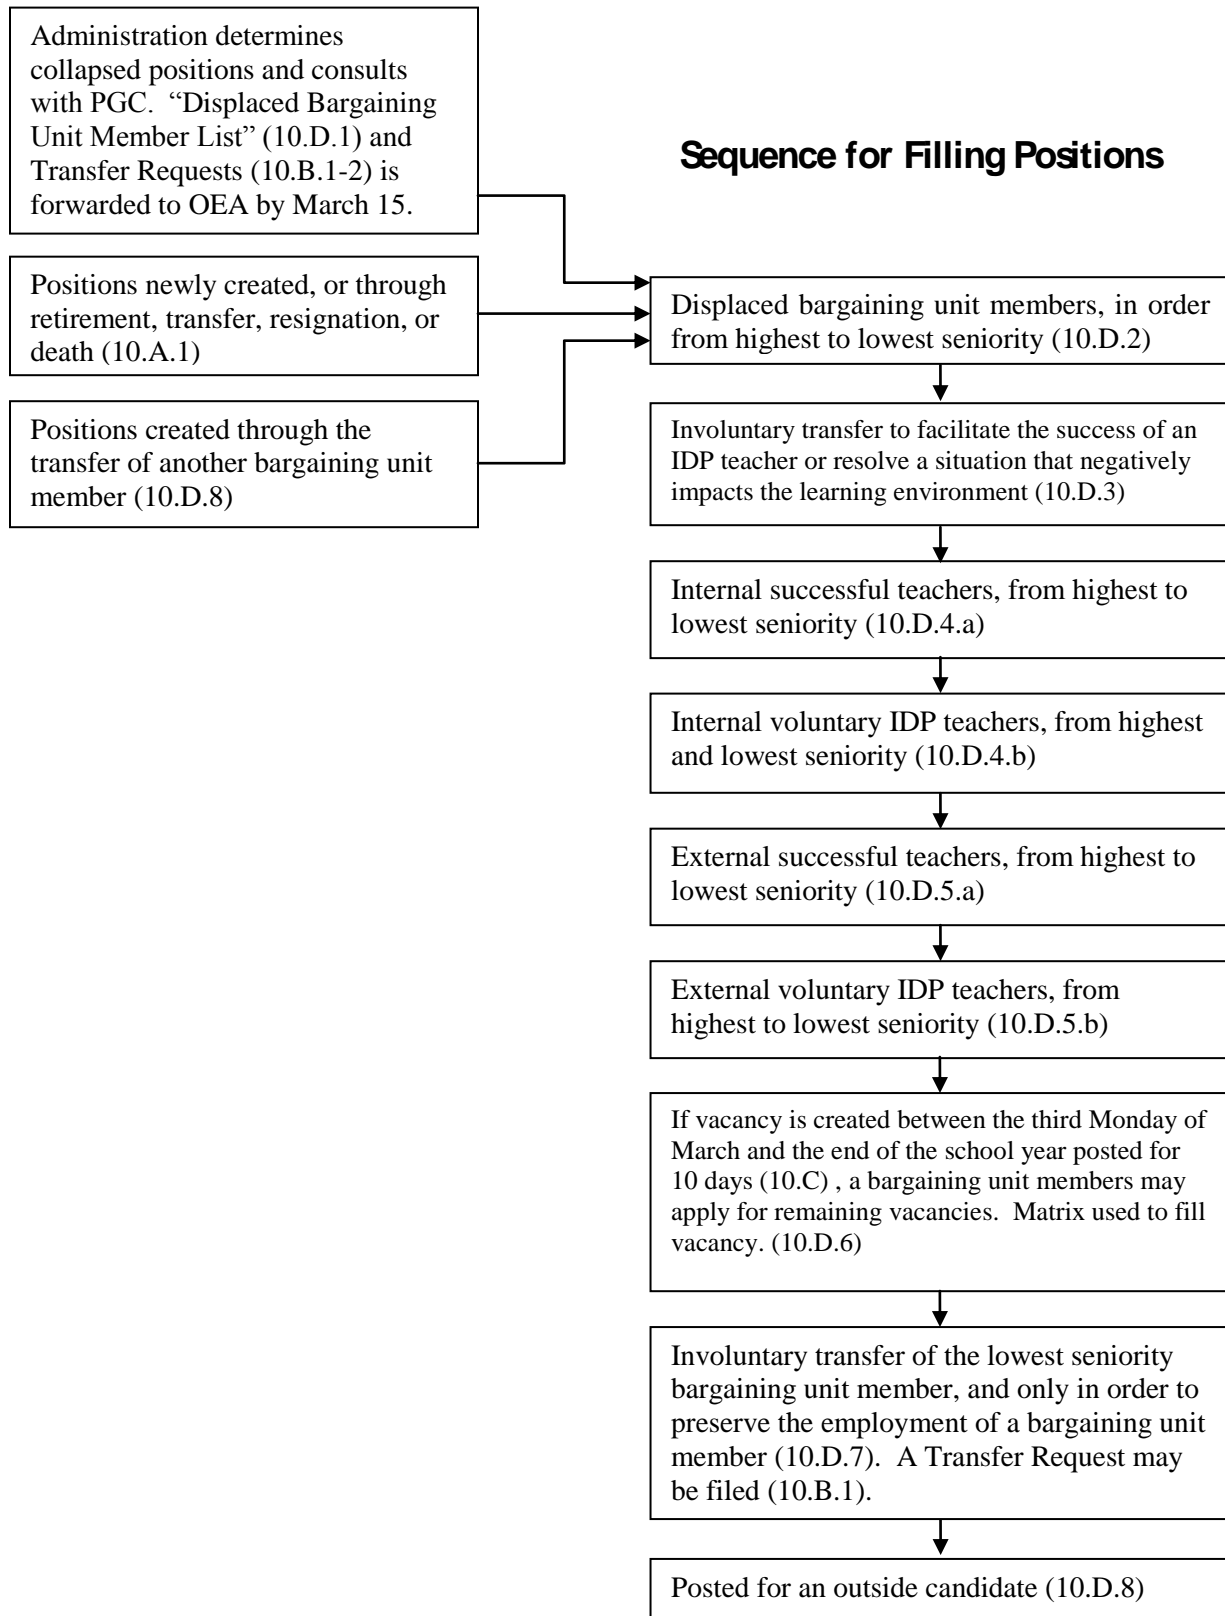 Administration determines
collapsed positions and consults
with PGC.  “Displaced Bargaining
Unit Member List” (10.D.1) and
Transfer Requests (10.B.1-2) is
forwarded to OEA by March 15.
Positions newly created, or through
retirement, transfer, resignation, or
death (10.A.1)
Positions created through the
transfer of another bargaining unit
member (10.D.8)
Sequence for Filling Positions
Displaced bargaining unit members, in order
from highest to lowest seniority (10.D.2)
Involuntary transfer to facilitate the success of an
IDP teacher or resolve a situation that negatively
impacts the learning environment (10.D.3)
Internal successful teachers, from highest to
lowest seniority (10.D.4.a)
Internal voluntary IDP teachers, from highest
and lowest seniority (10.D.4.b)
External successful teachers, from highest to
lowest seniority (10.D.5.a)
External voluntary IDP teachers, from
highest to lowest seniority (10.D.5.b)
If vacancy is created between the third Monday of
March and the end of the school year posted for
10 days (10.C) , a bargaining unit members may
apply for remaining vacancies.  Matrix used to fill
vacancy. (10.D.6)
Involuntary transfer of the lowest seniority
bargaining unit member, and only in order to
preserve the employment of a bargaining unit
member (10.D.7).  A Transfer Request may
be filed (10.B.1).
Posted for an outside candidate (10.D.8)